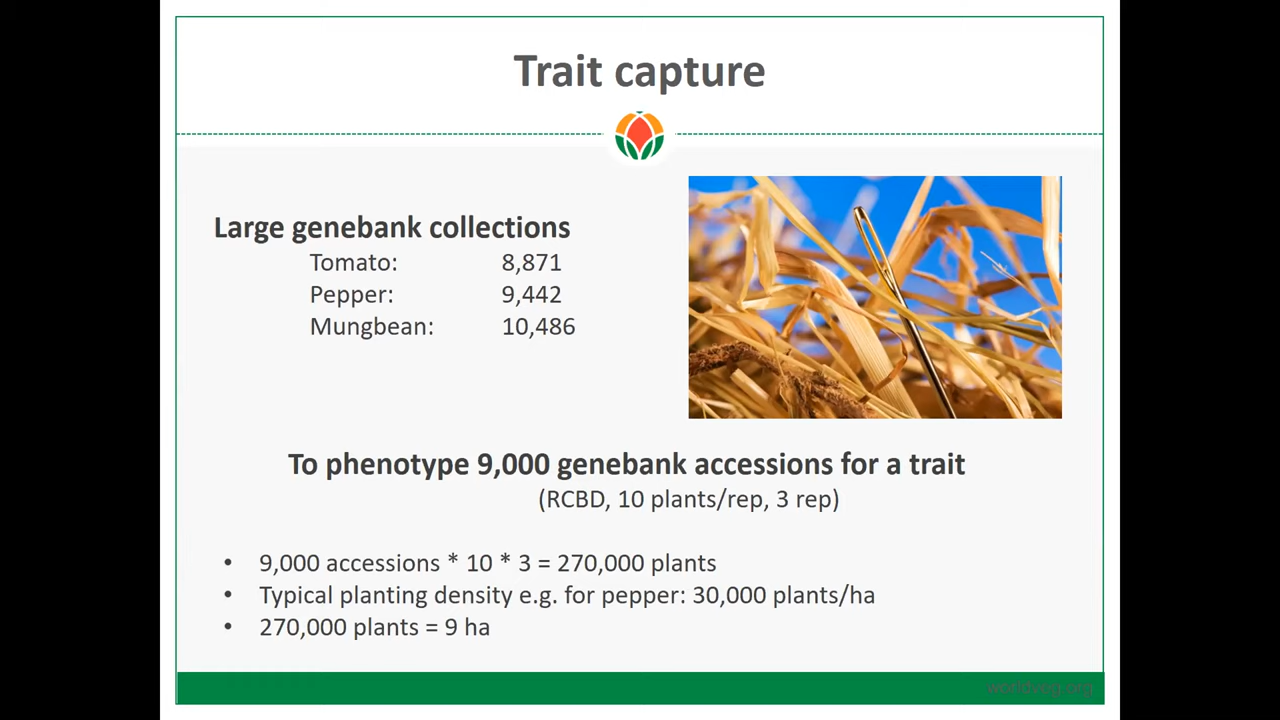 Trait capture
Large genebank collections
Tomato: 8,871
Pepper: 9,442
Mungbean: 10,486
To phenotype 9,000 genebank accessions for a trait
(RCBD, 10 plants/rep, 3 rep)
• 9,000 accessions * 10 * 3 = 270,000 plants
• Typical planting density e.g. for pepper: 30,000 plants/ha
• 270,000 plants = 9 ha
worldveg.org